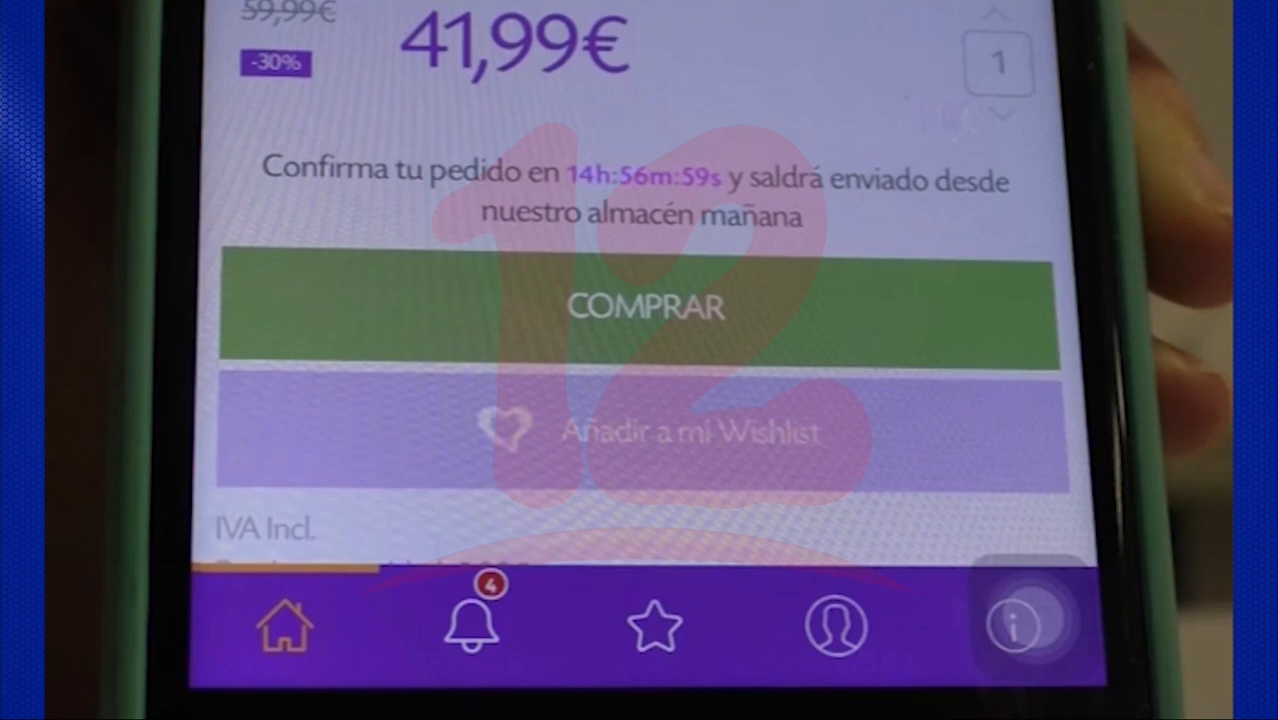 59,99€
41,99€
-30%
1
Confirma tu pedido en 14h:56m:59s y saldrá enviado desde
nuestro almacén mañana
COMPRAR
Añadir a mi Wishlist
IVA Incl.
4
12